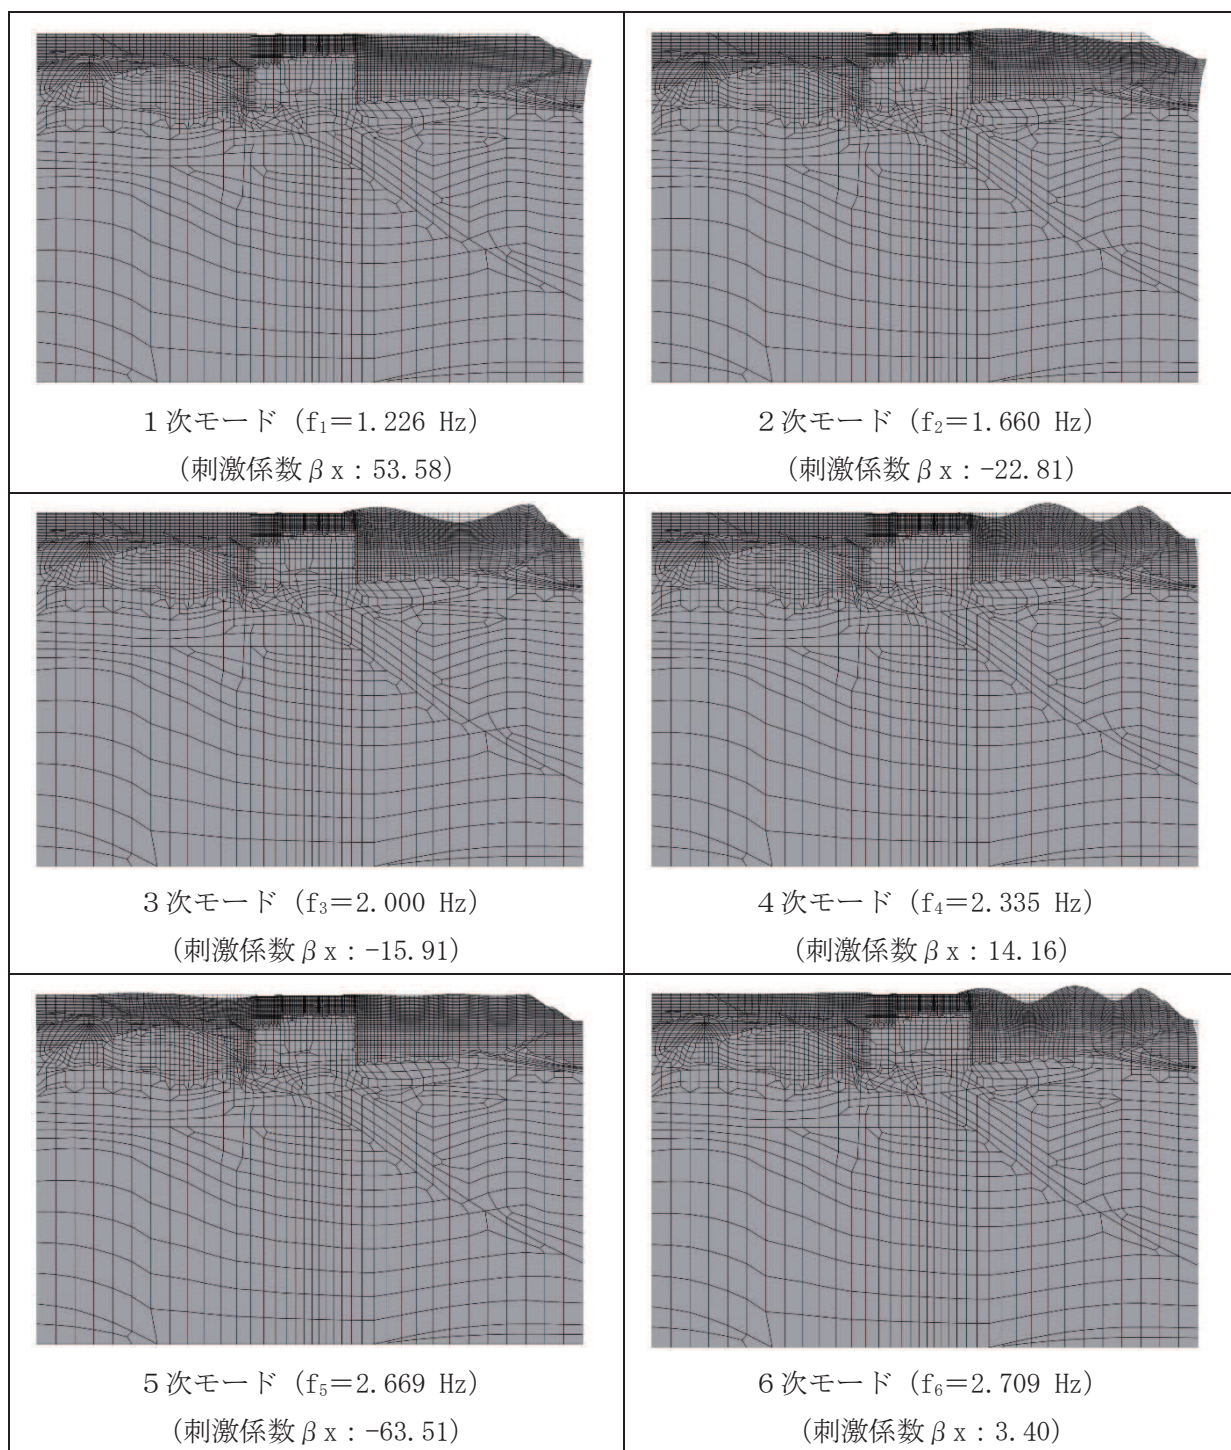 1次モード (f₁=1.226 Hz)
(刺激係数βx:53.58)
2次モード (f₂=1.660 Hz)
(刺激係数βx:-22.81)
3次モード (f₃=2.000 Hz)
(刺激係数βx:-15.91)
4次モード (f₄=2.335 Hz)
(刺激係数βx:14.16)
5次モード (f₅=2.669 Hz)
(刺激係数βx:-63.51)
6次モード (f₆=2.709 Hz)
(刺激係数βx:3.40)